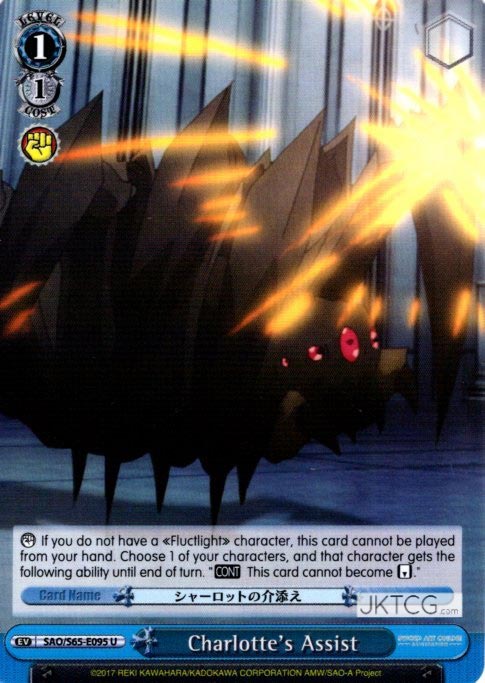 LEVEL
1
1
COST
If you do not have a «Fluctlight» character, this card cannot be played
from your hand. Choose 1 of your characters, and that character gets the
following ability until end of turn. "CONT This card cannot become ."
Card Name シャーロットの介添え
JKTCG.com
EV SAO/S65-E095 U Charlotte's Assist SWORD ART ONLINE
©2017 REKI KAWAHARA/KADOKAWA CORPORATION AMW/SAO-A Project